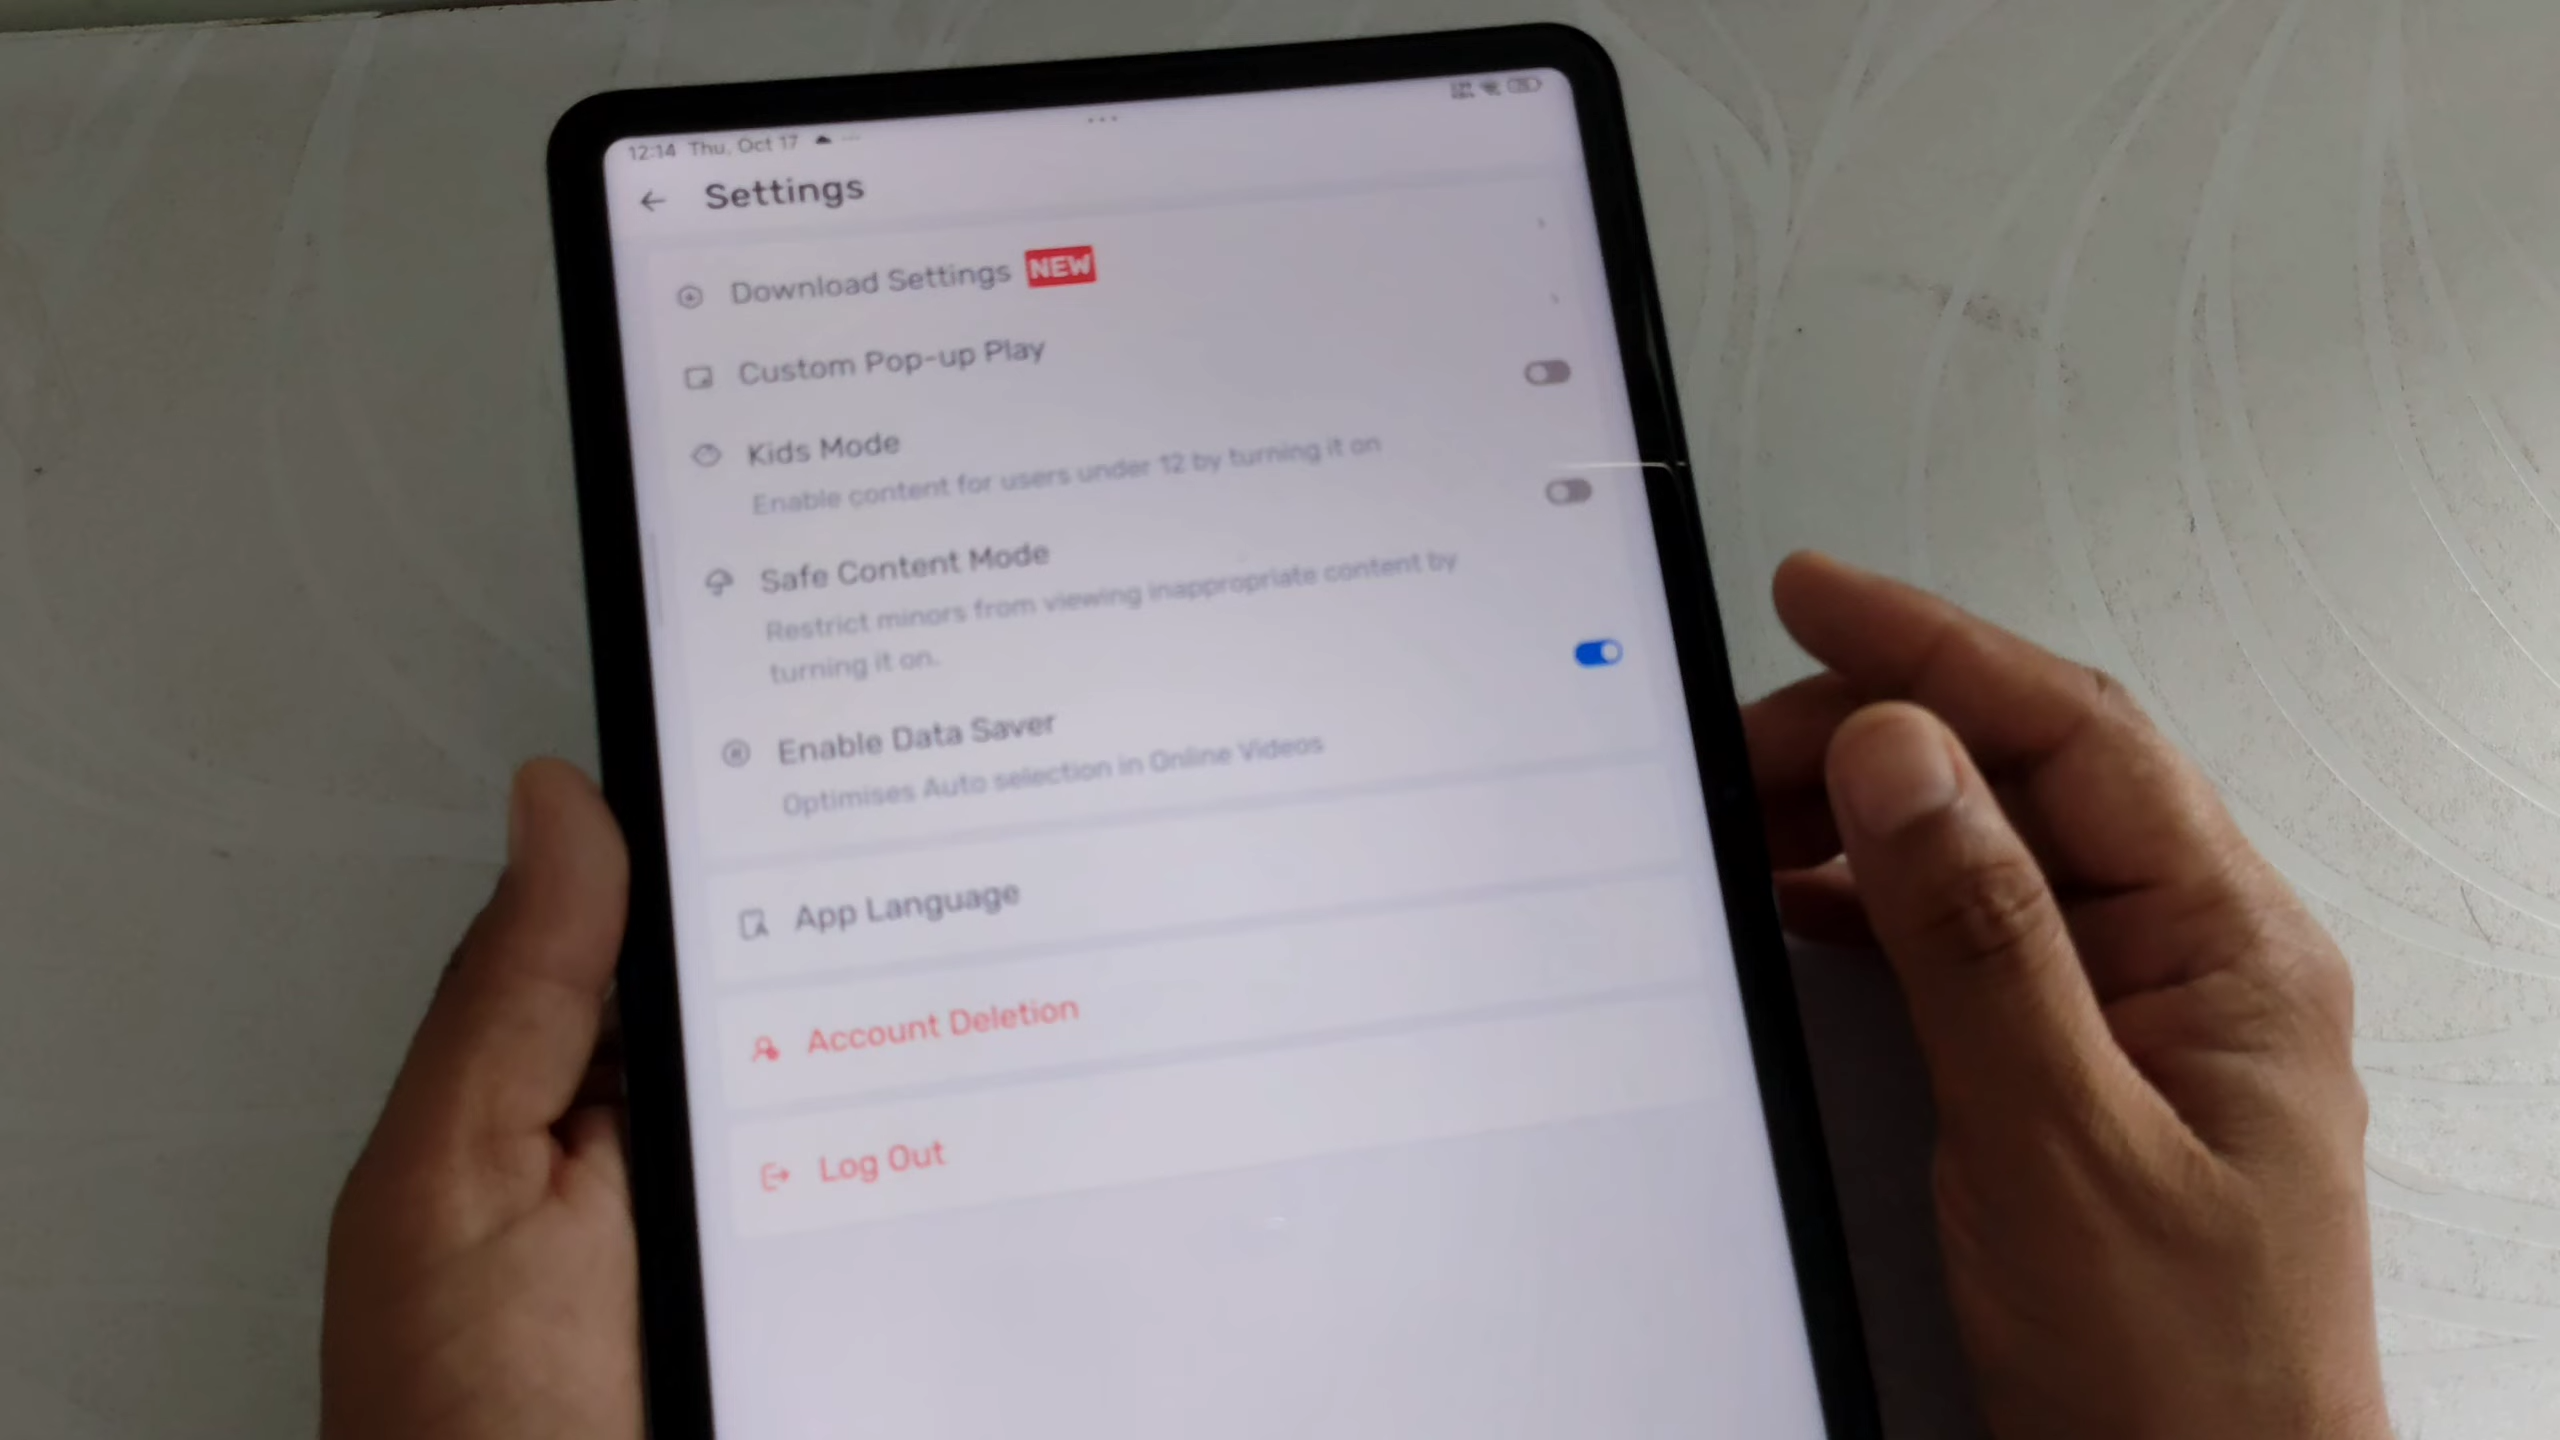 12:14 Thu, Oct 17
Settings
Download Settings NEW
Custom Pop-up Play
Kids Mode
Enable content for users under 12 by turning it on
Safe Content Mode
Restrict minors from viewing inappropriate content by
turning it on.
Enable Data Saver
Optimises Auto selection in Online Videos
App Language
Account Deletion
Log Out